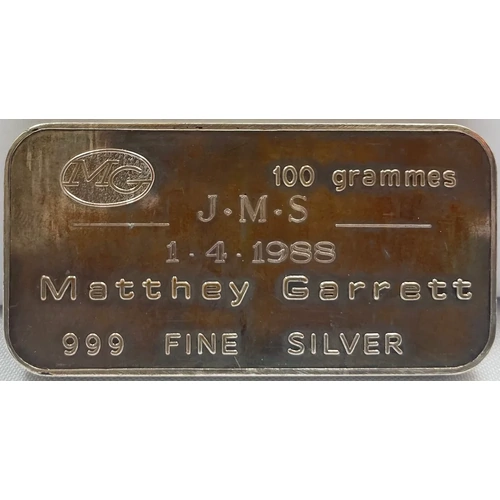 MG 100 grammes
J·M·S
1·4·1988
Matthey Garrett
999 FINE SILVER